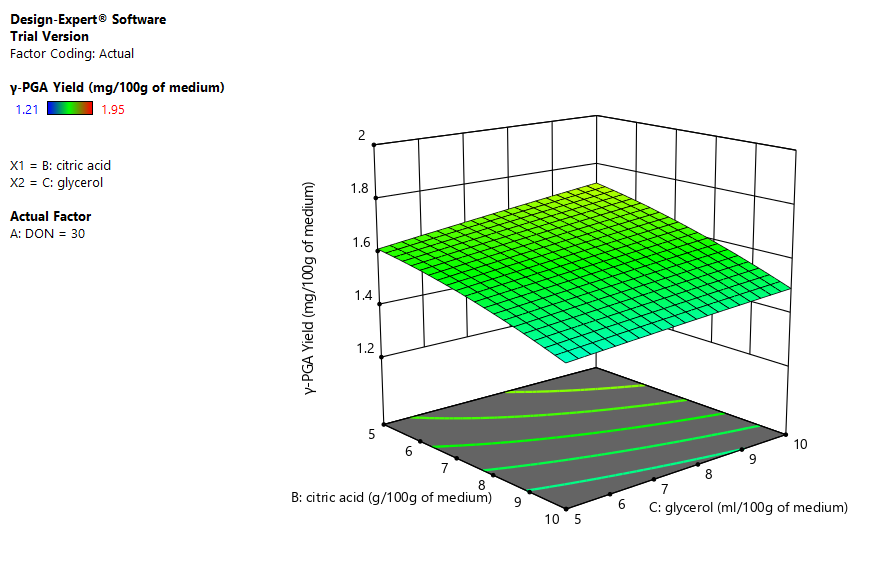 Design-Expert® Software
Trial Version
Factor Coding: Actual
γ-PGA Yield (mg/100g of medium)
1.21 1.95
X1 = B: citric acid
X2 = C: glycerol
Actual Factor
A: DON = 30
2
1.8
1.6
1.4
1.2
γ-PGA Yield (mg/100g of medium)
5
6
7
8
9
10
B: citric acid (g/100g of medium)
5
6
7
8
9
10
C: glycerol (ml/100g of medium)